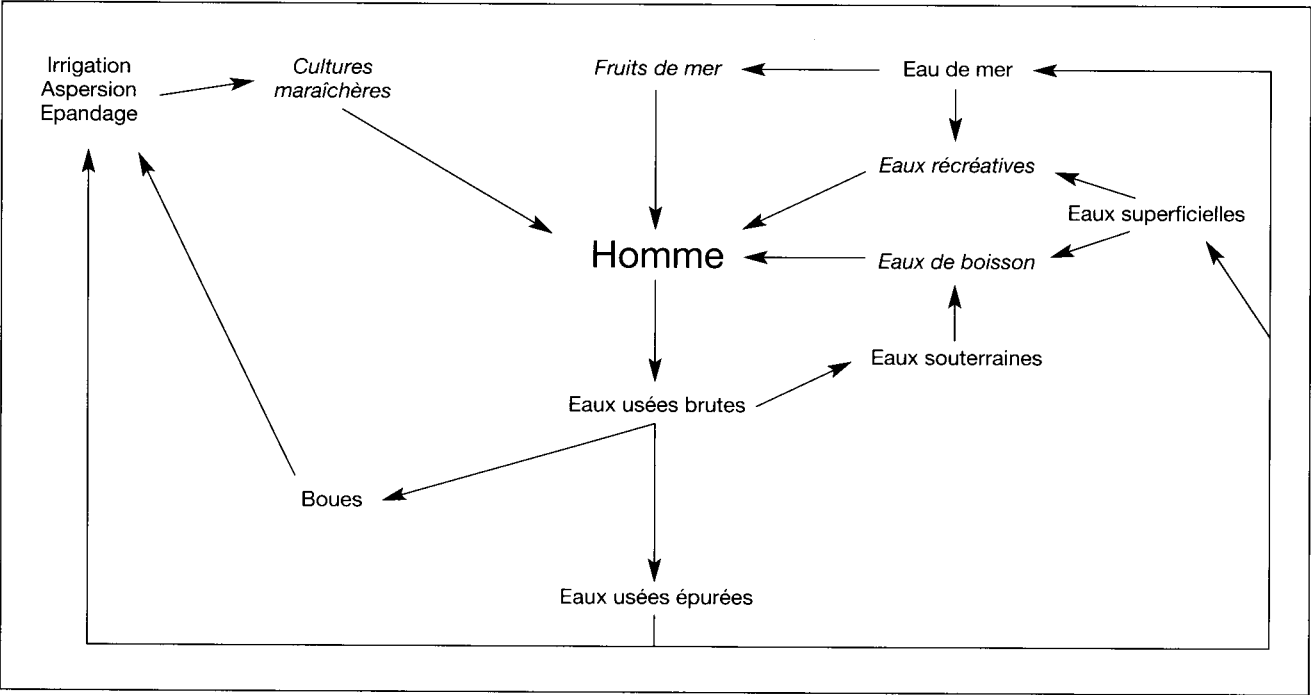 Irrigation
Aspersion
Epandage
Cultures
maraîchères
Fruits de mer
Eau de mer
Eaux récréatives
Eaux superficielles
Homme
Eaux de boisson
Eaux souterraines
Eaux usées brutes
Boues
Eaux usées épurées